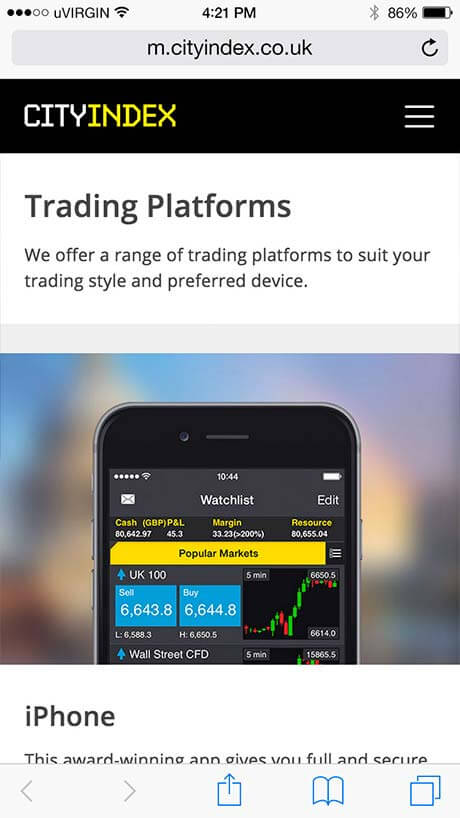 uVIRGIN 4:21 PM 86%
m.cityindex.co.uk
CITYINDEX
Trading Platforms
We offer a range of trading platforms to suit your
trading style and preferred device.
10:44
Watchlist Edit
Cash (GBP) P&L Margin Resource
80,642.97 45.3 33.23(>200%) 80,655.04
Popular Markets
UK 100 5 min 6650.5
Sell Buy
6,643.8 6,644.8
L: 6,588.3 H: 6,650.5 6614.0
Wall Street CFD 5 min 15865.5
iPhone
This award-winning app gives you full and secure